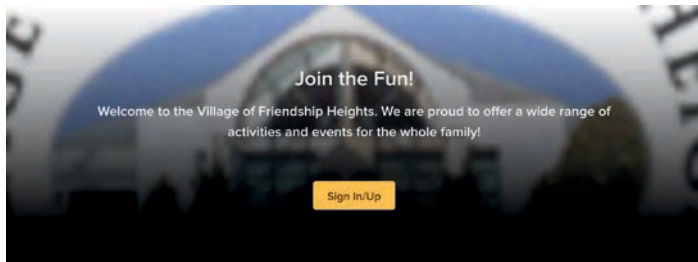 Join the Fun!
Welcome to the Village of Friendship Heights. We are proud to offer a wide range of
activities and events for the whole family!
Sign In/Up